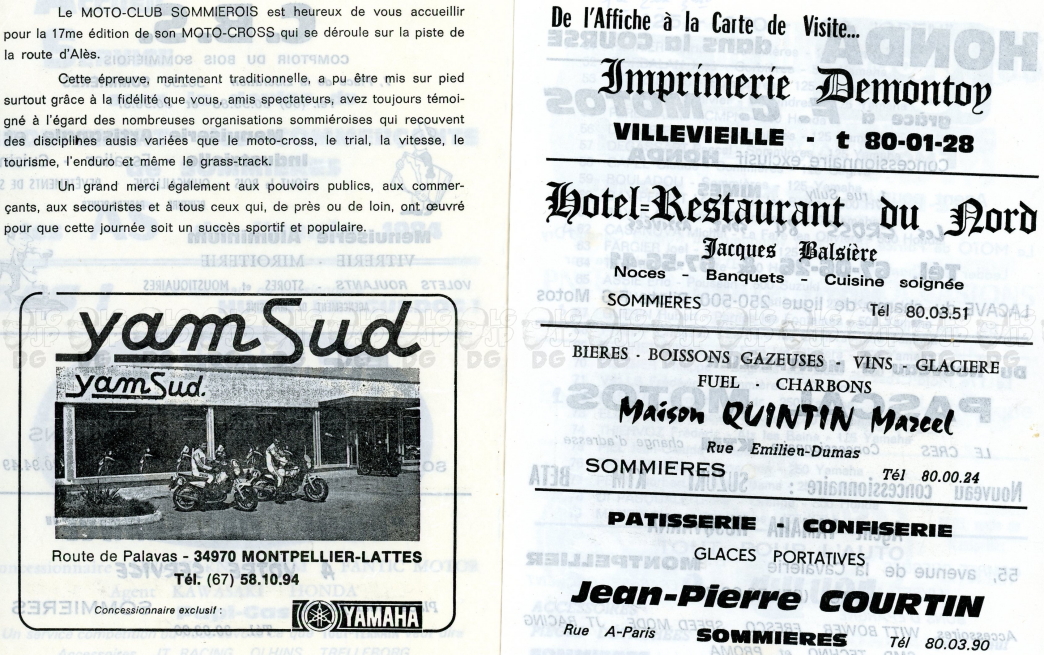 Le MOTO-CLUB SOMMIEROIS est heureux de vous accueillir
pour la 17me édition de son MOTO-CROSS qui se déroule sur la piste de
la route d'Alès.
Cette épreuve, maintenant traditionnelle, a pu être mis sur pied
surtout grâce à la fidélité que vous, amis spectateurs, avez toujours témoi-
gné à l'égard des nombreuses organisations sommiéroises qui recouvent
des disciplines ausis variées que le moto-cross, le trial, la vitesse, le
tourisme, l'enduro et même le grass-track.
Un grand merci également aux pouvoirs publics, aux commer-
çants, aux secouristes et à tous ceux qui, de près ou de loin, ont œuvré
pour que cette journée soit un succès sportif et populaire.
yamSud
yamSud.
Route de Palavas - 34970 MONTPELLIER-LATTES
Tél. (67) 58.10.94
Concessionnaire exclusif :
YAMAHA
De l'Affiche à la Carte de Visite...
Imprimerie Demontoy
VILLEVIEILLE - t 80-01-28
Hotel-Restaurant du Nord
Jacques Balsière
Noces - Banquets - Cuisine soignée
SOMMIERES
Tél 80.03.51
BIERES - BOISSONS GAZEUSES - VINS - GLACIERE
FUEL - CHARBONS
Maison QUINTIN Marcel
Rue Emilien-Dumas
SOMMIERES
Tél 80.00.24
PATISSERIE - CONFISERIE
GLACES PORTATIVES
Jean-Pierre COURTIN
Rue A-Paris SOMMIERES Tél 80.03.90